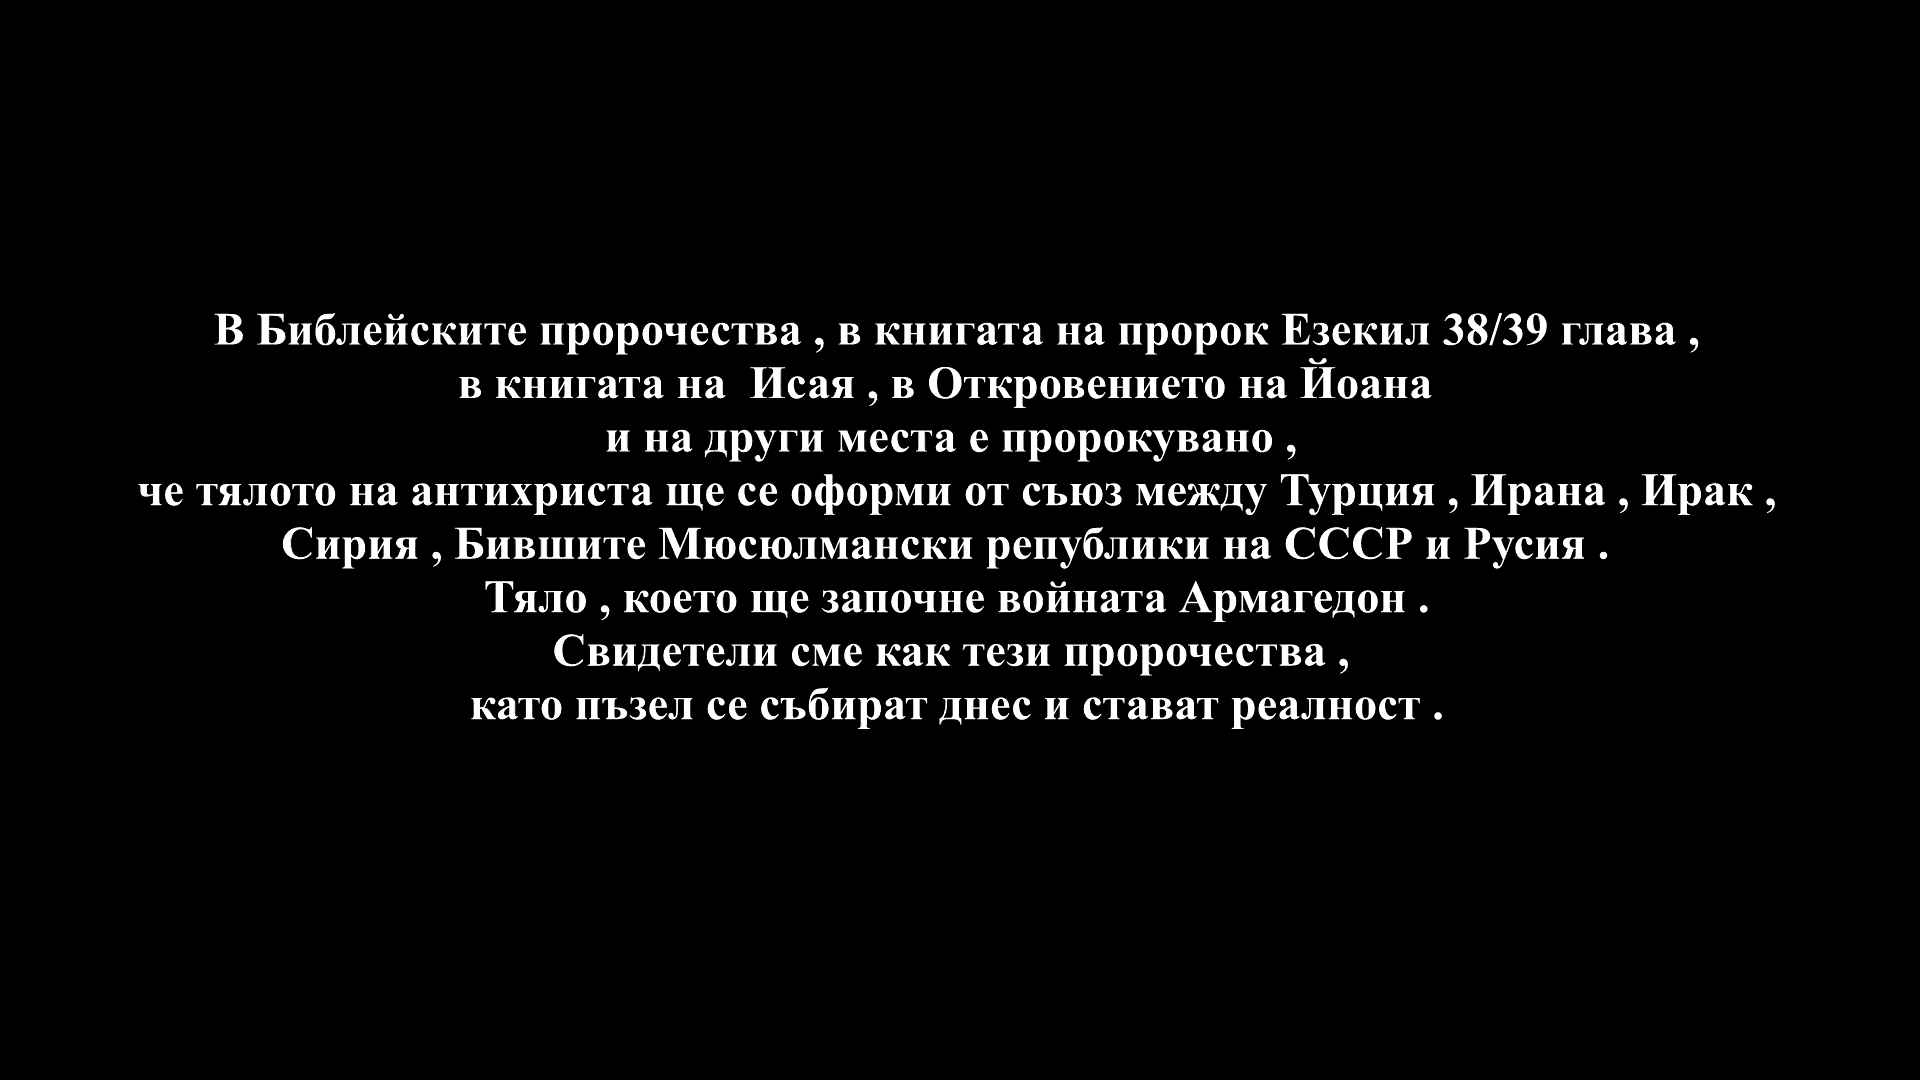 В Библейските пророчества , в книгата на пророк Езекил 38/39 глава ,
в книгата на  Исая , в Откровението на Йоана
и на други места е пророкувано ,
че тялото на антихриста ще се оформи от съюз между Турция , Ирана , Ирак ,
Сирия , Бившите Мюсюлмански републики на СССР и Русия .
Тяло , което ще започне войната Армагедон .
Свидетели сме как тези пророчества ,
като пъзел се събират днес и стават реалност .